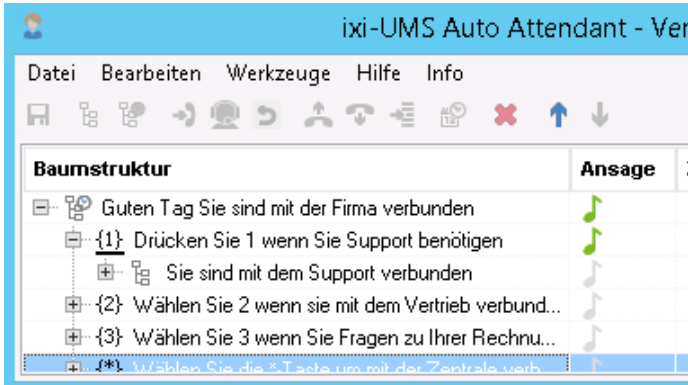 ixi-UMS Auto Attendant - Ver
Datei Bearbeiten Werkzeuge Hilfe Info
Baumstruktur Ansage
Guten Tag Sie sind mit der Firma verbunden
{1} Drücken Sie 1 wenn Sie Support benötigen
Sie sind mit dem Support verbunden
{2} Wählen Sie 2 wenn sie mit dem Vertrieb verbund...
{3} Wählen Sie 3 wenn Sie Fragen zu Ihrer Rechnu...
{*} Wählen Sie die *-Taste um mit der Zentrale verb